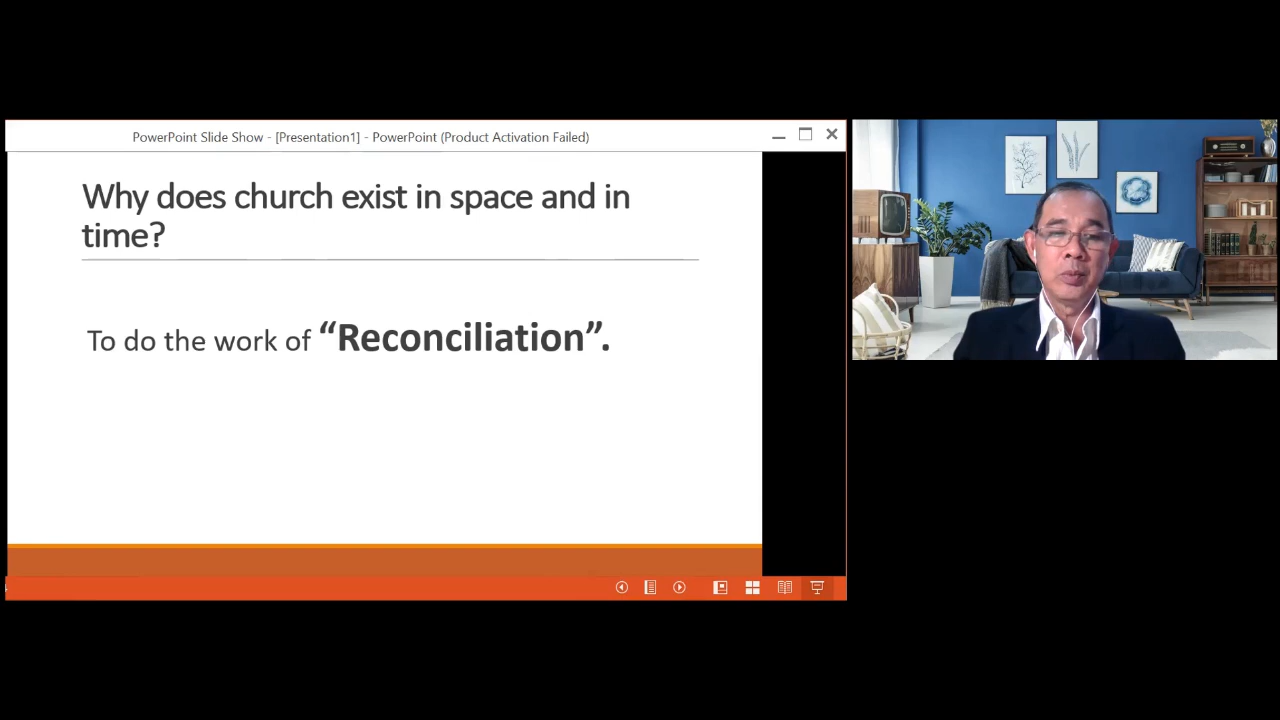 PowerPoint Slide Show - [Presentation1] - PowerPoint (Product Activation Failed)
Why does church exist in space and in
time?
To do the work of “Reconciliation”.